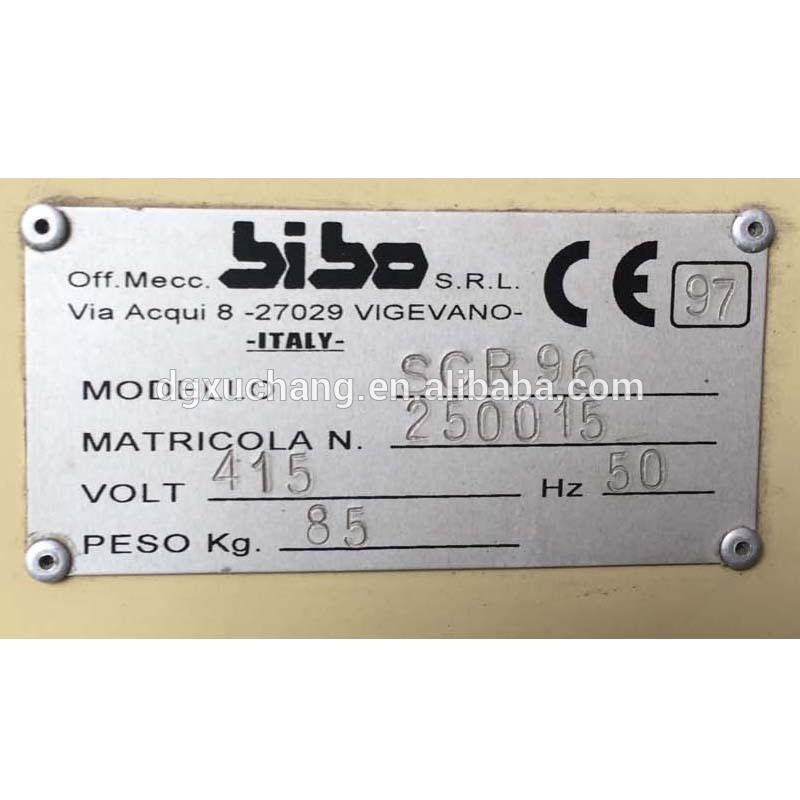 Off. Mecc. bibo S.R.L. CE 97
Via Acqui 8 -27029 VIGEVANO-
-ITALY-
MODELLO SCR 96
dgxuchang.en.alibaba.com
MATRICOLA N. 250015
VOLT 415 Hz 50
PESO Kg. 85